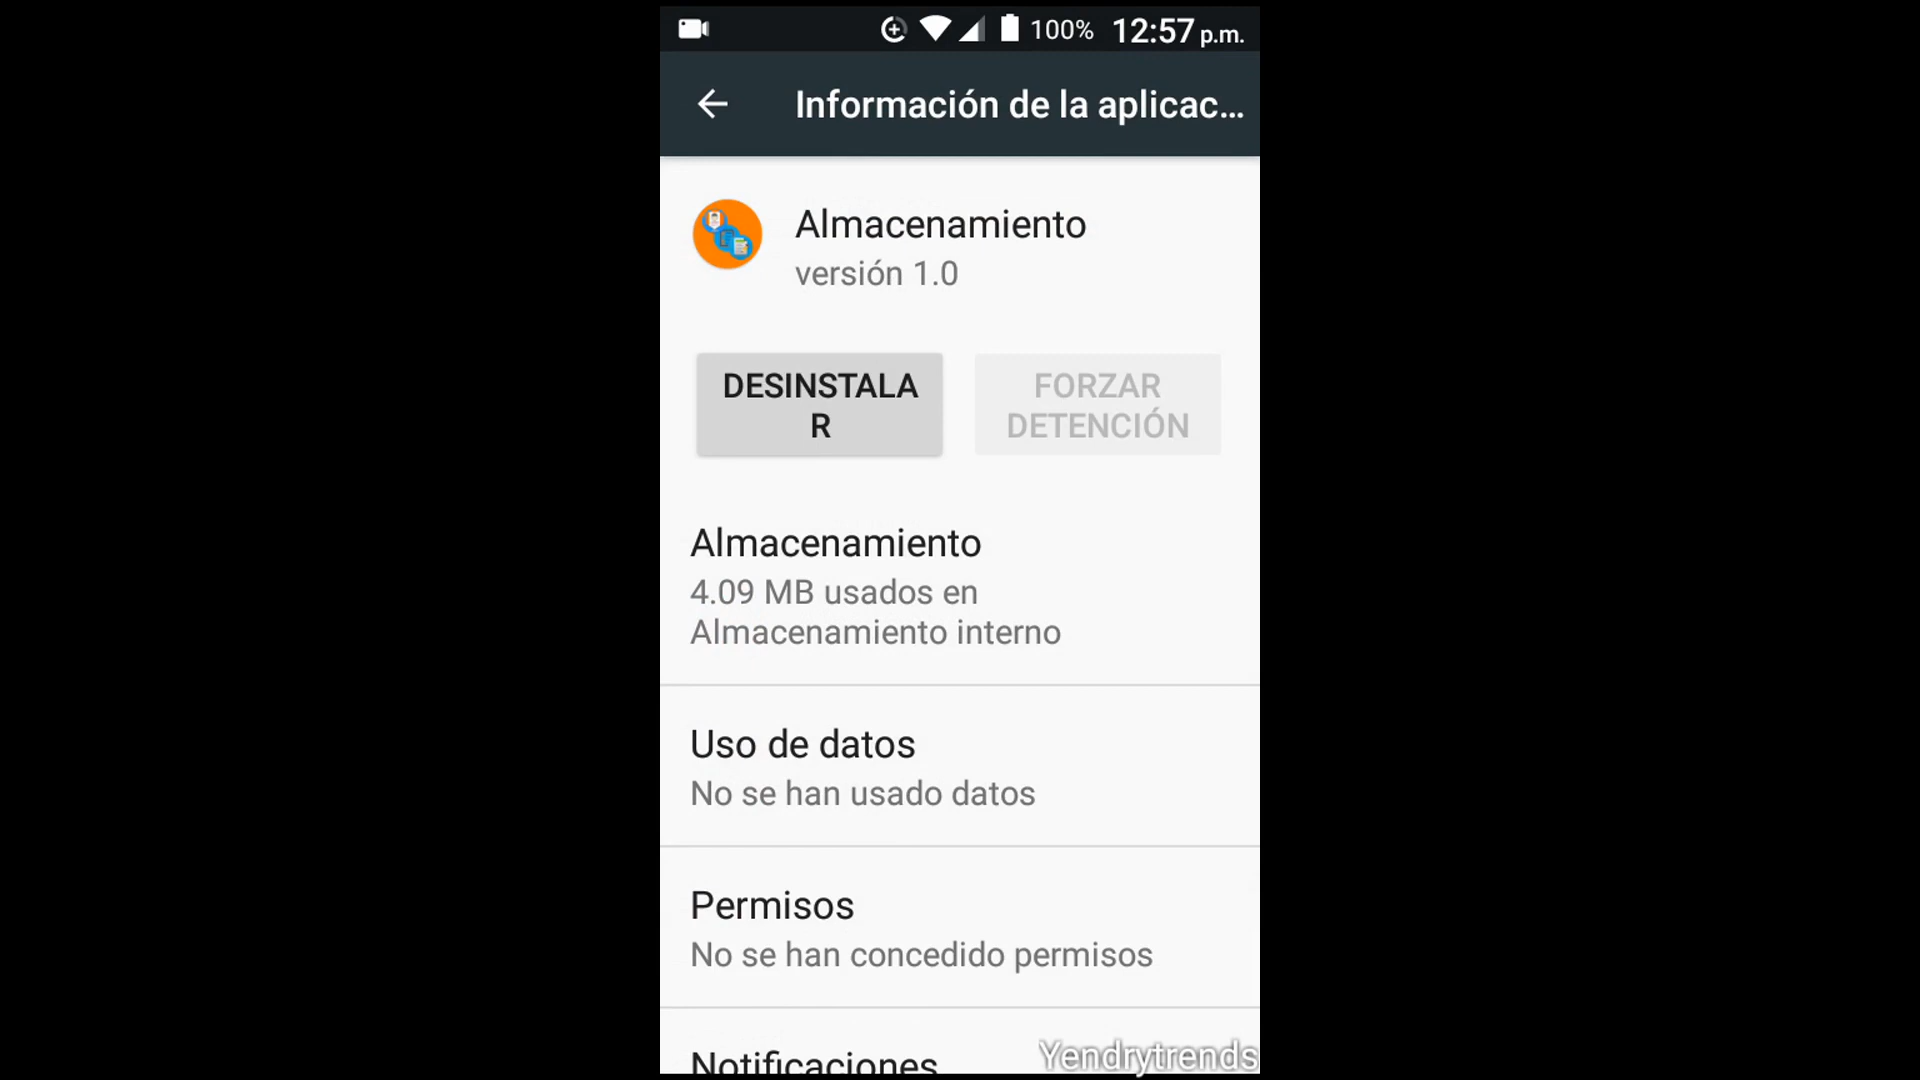 100% 12:57 p.m.
Información de la aplicac...
Almacenamiento
versión 1.0
DESINSTALA
R
FORZAR
DETENCIÓN
Almacenamiento
4.09 MB usados en
Almacenamiento interno
Uso de datos
No se han usado datos
Permisos
No se han concedido permisos
Notificaciones
Yendrytrends